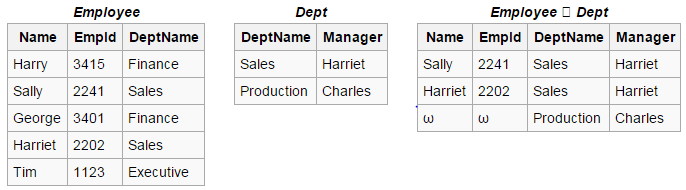 Employee
Name EmpId DeptName
Harry 3415 Finance
Sally 2241 Sales
George 3401 Finance
Harriet 2202 Sales
Tim 1123 Executive
Dept
DeptName Manager
Sales Harriet
Production Charles
Employee Dept
Name EmpId DeptName Manager
Sally 2241 Sales Harriet
Harriet 2202 Sales Harriet
ω ω Production Charles